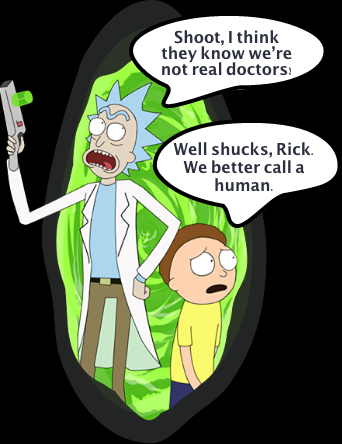 Shoot, I think
they know we're
not real doctors!
Well shucks, Rick.
We better call a
human.